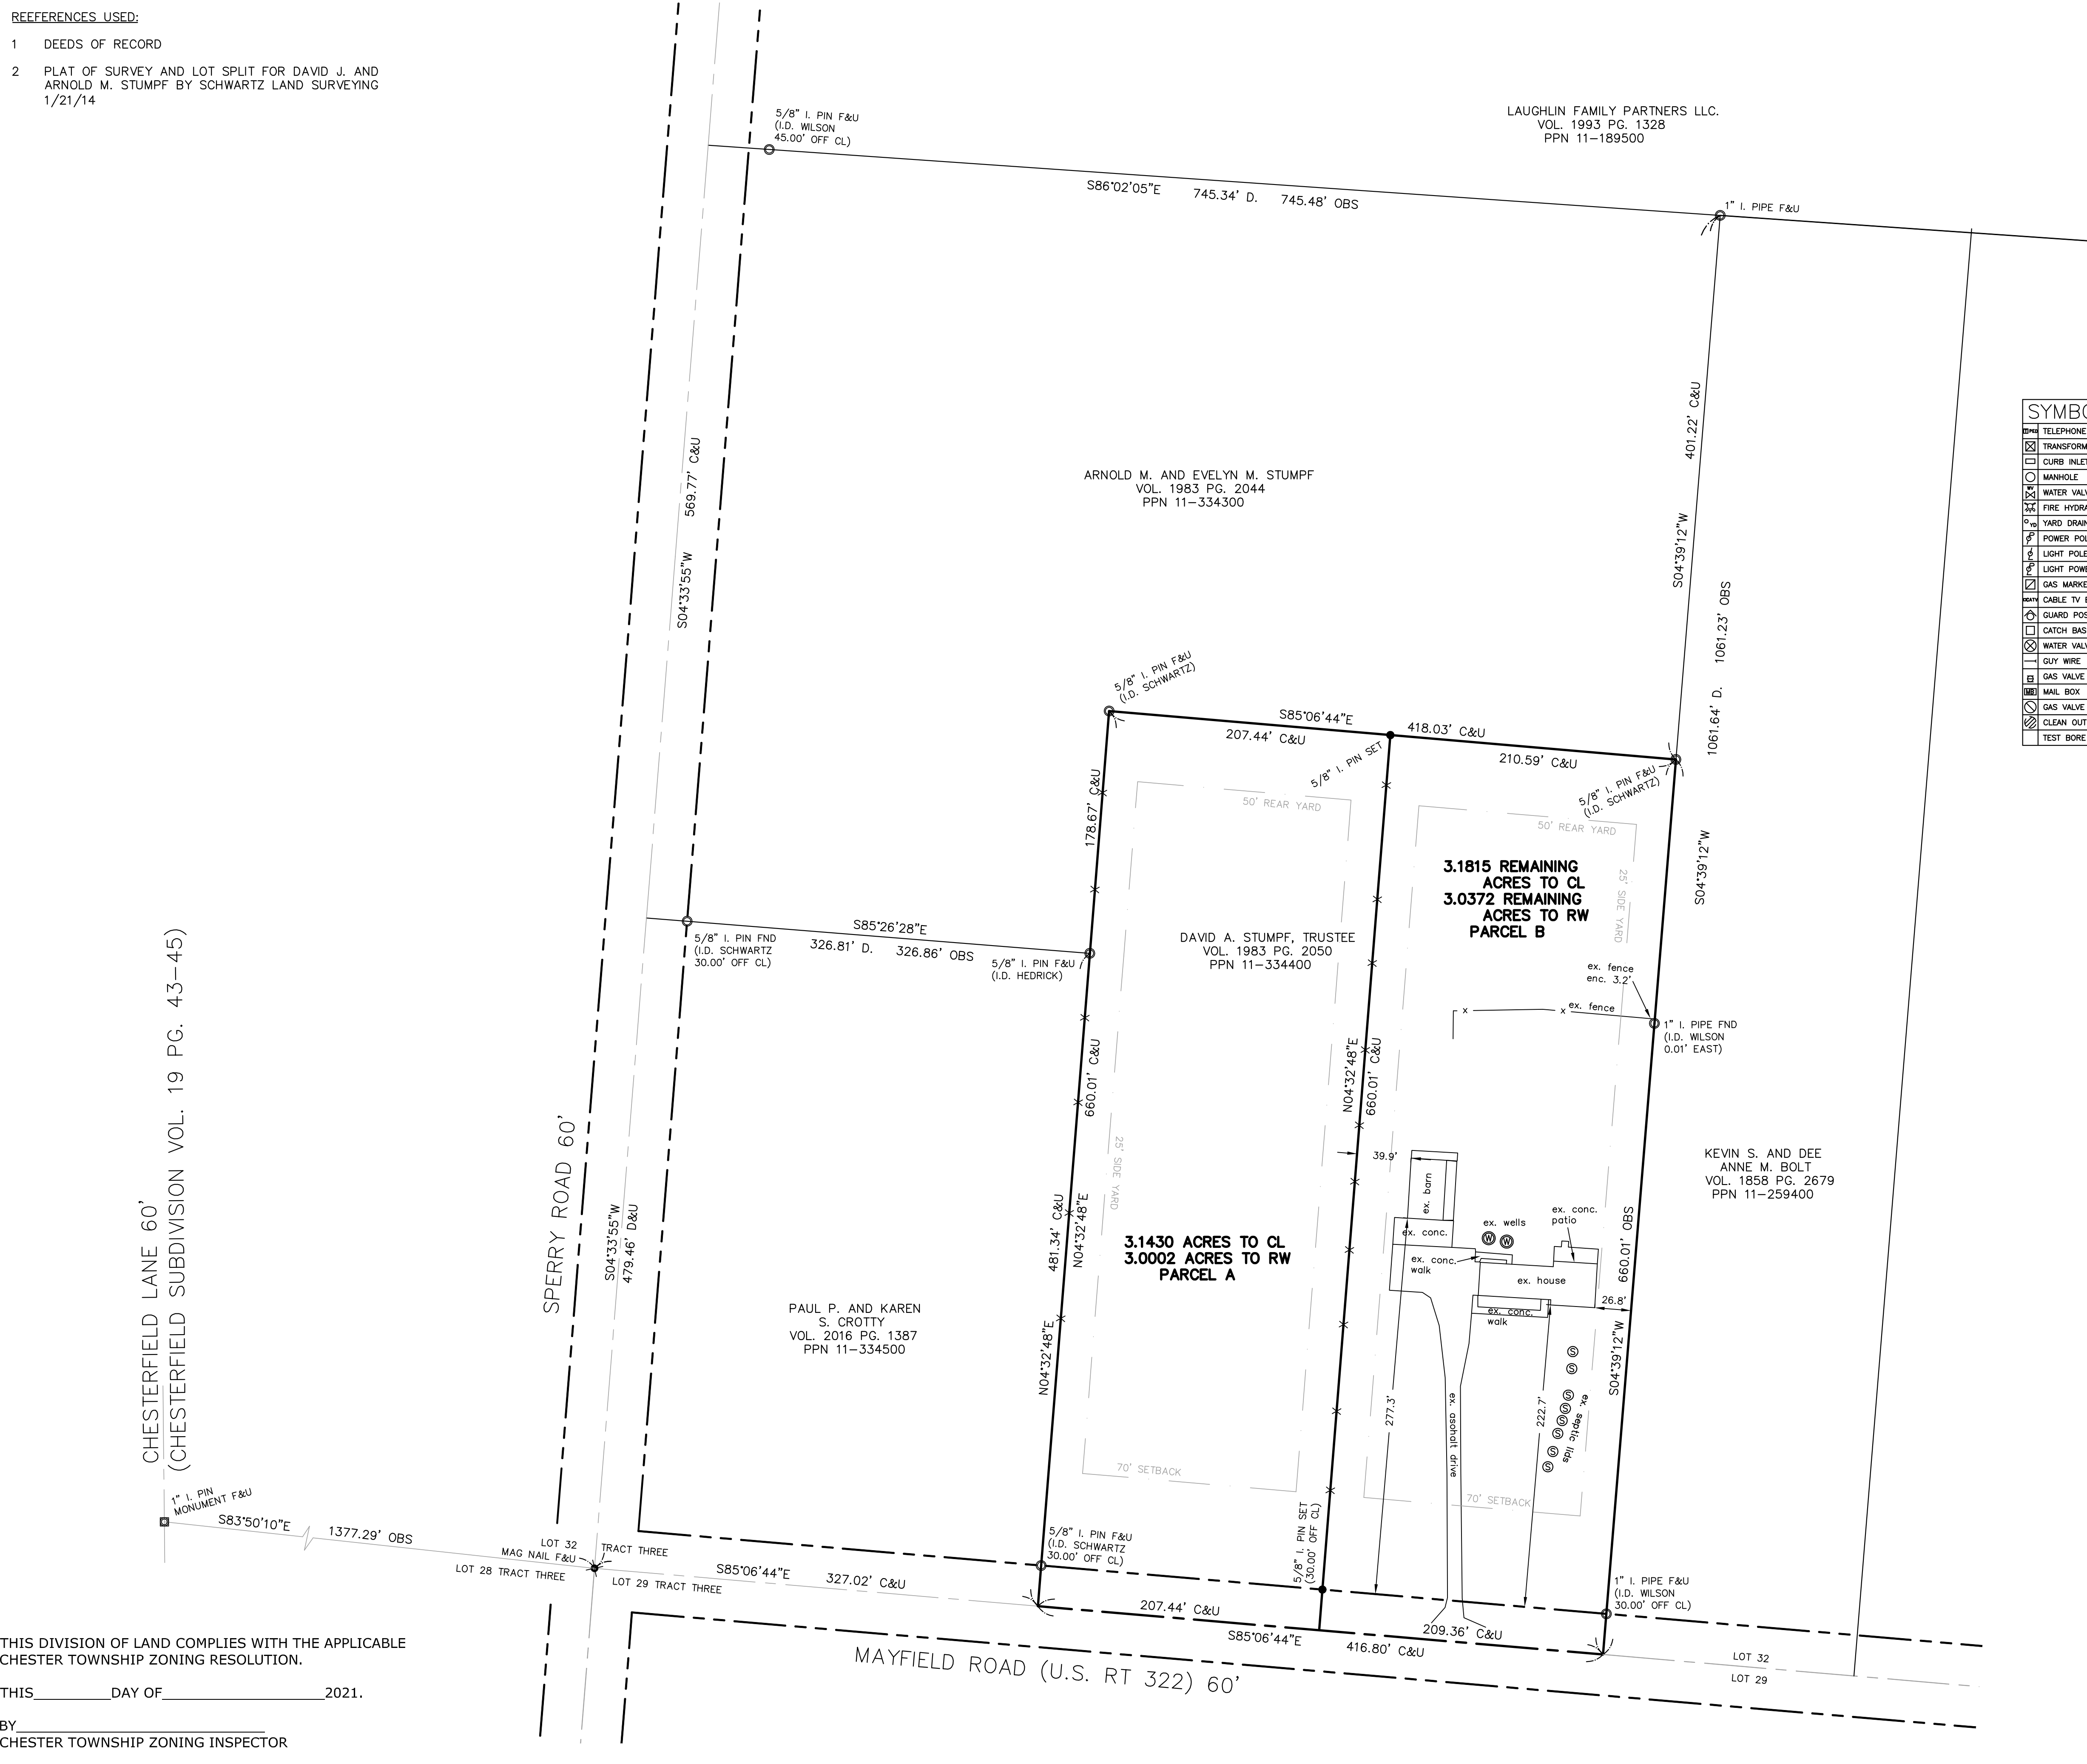 REEFERENCES USED:
1 DEEDS OF RECORD
2 PLAT OF SURVEY AND LOT SPLIT FOR DAVID J. AND
ARNOLD M. STUMPF BY SCHWARTZ LAND SURVEYING
1/21/14
5/8" I. PIN F&U
(I.D. WILSON
45.00' OFF CL)
LAUGHLIN FAMILY PARTNERS LLC.
VOL. 1993 PG. 1328
PPN 11-189500
S86°02'05"E 745.34' D. 745.48' OBS
1" I. PIPE F&U
S04°33'55"W 569.77' C&U
ARNOLD M. AND EVELYN M. STUMPF
VOL. 1983 PG. 2044
PPN 11-334300
S04°39'12"W 401.22' C&U
1061.64' D. 1061.23' OBS
SYMBO
TELEPHONE
TRANSFORM
CURB INLET
MANHOLE
WATER VALV
FIRE HYDRA
YARD DRAIN
POWER POL
LIGHT POLE
LIGHT POWE
GAS MARKE
CABLE TV B
GUARD POS
CATCH BAS
WATER VALV
GUY WIRE
GAS VALVE
MAIL BOX
GAS VALVE
CLEAN OUT
TEST BORE
5/8" I. PIN F&U
(I.D. SCHWARTZ)
S85°06'44"E 418.03' C&U
207.44' C&U
210.59' C&U
5/8" I. PIN SET
5/8" I. PIN F&U
(I.D. SCHWARTZ)
178.67' C&U
50' REAR YARD
50' REAR YARD
25' SIDE YARD
S04°39'12"W
3.1815 REMAINING
ACRES TO CL
3.0372 REMAINING
ACRES TO RW
PARCEL B
S85°26'28"E
326.81' D. 326.86' OBS
5/8" I. PIN FND
(I.D. SCHWARTZ
30.00' OFF CL)
5/8" I. PIN F&U
(I.D. HEDRICK)
DAVID A. STUMPF, TRUSTEE
VOL. 1983 PG. 2050
PPN 11-334400
ex. fence
enc. 3.2'
x x ex. fence
1" I. PIPE FND
(I.D. WILSON
0.01' EAST)
N04°32'48"E
660.01' C&U
N04°32'48"E
660.01' C&U
25' SIDE YARD
CHESTERFIELD LANE 60'
(CHESTERFIELD SUBDIVISION VOL. 19 PG. 43-45)
SPERRY ROAD 60'
S04°33'55"W
479.46' D&U
N04°32'48"E 481.34' C&U
3.1430 ACRES TO CL
3.0002 ACRES TO RW
PARCEL A
PAUL P. AND KAREN
S. CROTTY
VOL. 2016 PG. 1387
PPN 11-334500
KEVIN S. AND DEE
ANNE M. BOLT
VOL. 1858 PG. 2679
PPN 11-259400
39.9'
ex. barn
ex. conc.
ex. wells
W W
ex. conc.
patio
ex. conc.
walk
ex. house
ex. conc.
walk
26.8'
S04°39'12"W 660.01' OBS
277.3'
ex. asohalt drive
222.7'
S S S S S S S S
ex. septic lids
70' SETBACK
70' SETBACK
1" I. PIN
MONUMENT F&U
S83°50'10"E 1377.29' OBS
LOT 32 TRACT THREE
MAG NAIL F&U
LOT 28 TRACT THREE
LOT 29 TRACT THREE
S85°06'44"E 327.02' C&U
5/8" I. PIN F&U
(I.D. SCHWARTZ
30.00' OFF CL)
5/8" I. PIN SET
(30.00' OFF CL)
1" I. PIPE F&U
(I.D. WILSON
30.00' OFF CL)
207.44' C&U
209.36' C&U
S85°06'44"E 416.80' C&U
MAYFIELD ROAD (U.S. RT 322) 60'
LOT 32
LOT 29
THIS DIVISION OF LAND COMPLIES WITH THE APPLICABLE
CHESTER TOWNSHIP ZONING RESOLUTION.
THIS__________DAY OF_____________________2021.
BY________________________________
CHESTER TOWNSHIP ZONING INSPECTOR